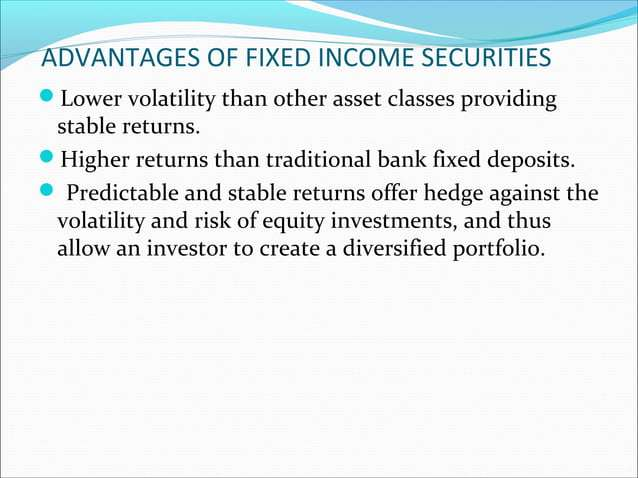 ADVANTAGES OF FIXED INCOME SECURITIES
Lower volatility than other asset classes providing
stable returns.
Higher returns than traditional bank fixed deposits.
Predictable and stable returns offer hedge against the
volatility and risk of equity investments, and thus
allow an investor to create a diversified portfolio.